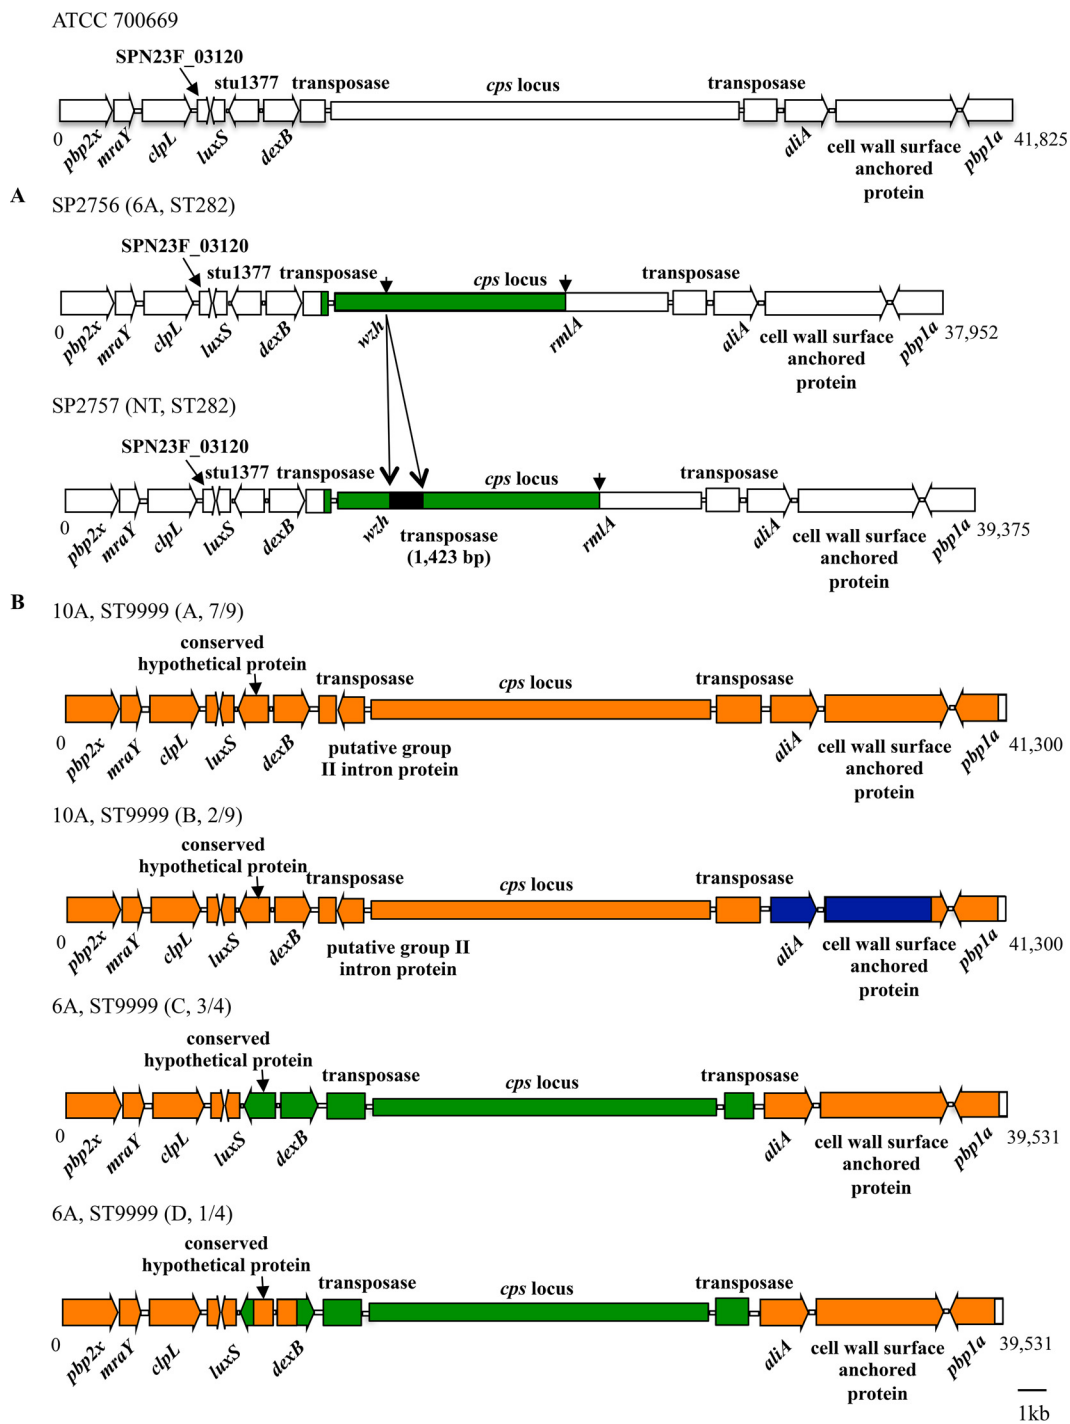 ATCC 700669
SPN23F_03120
stu1377 transposase cps locus transposase
0 pbp2x mraY clpL luxS dexB aliA cell wall surface pbp1a 41,825
anchored
protein
A
SP2756 (6A, ST282)
SPN23F_03120
stu1377 transposase cps locus transposase
0 pbp2x mraY clpL luxS dexB wzh rmlA aliA cell wall surface pbp1a 37,952
anchored
protein
SP2757 (NT, ST282)
SPN23F_03120
stu1377 transposase cps locus transposase
0 pbp2x mraY clpL luxS dexB wzh transposase rmlA aliA cell wall surface pbp1a 39,375
(1,423 bp) anchored
protein
B
10A, ST9999 (A, 7/9)
conserved
hypothetical protein
transposase cps locus transposase
0 pbp2x mraY clpL luxS dexB putative group aliA cell wall surface pbp1a 41,300
II intron protein anchored
protein
10A, ST9999 (B, 2/9)
conserved
hypothetical protein
transposase cps locus transposase
0 pbp2x mraY clpL luxS dexB putative group II aliA cell wall surface pbp1a 41,300
intron protein anchored
protein
6A, ST9999 (C, 3/4)
conserved
hypothetical protein
transposase cps locus transposase
0 pbp2x mraY clpL luxS dexB aliA cell wall surface pbp1a 39,531
anchored
protein
6A, ST9999 (D, 1/4)
conserved
hypothetical protein
transposase cps locus transposase
0 pbp2x mraY clpL luxS dexB aliA cell wall surface pbp1a 39,531
anchored
protein
1kb